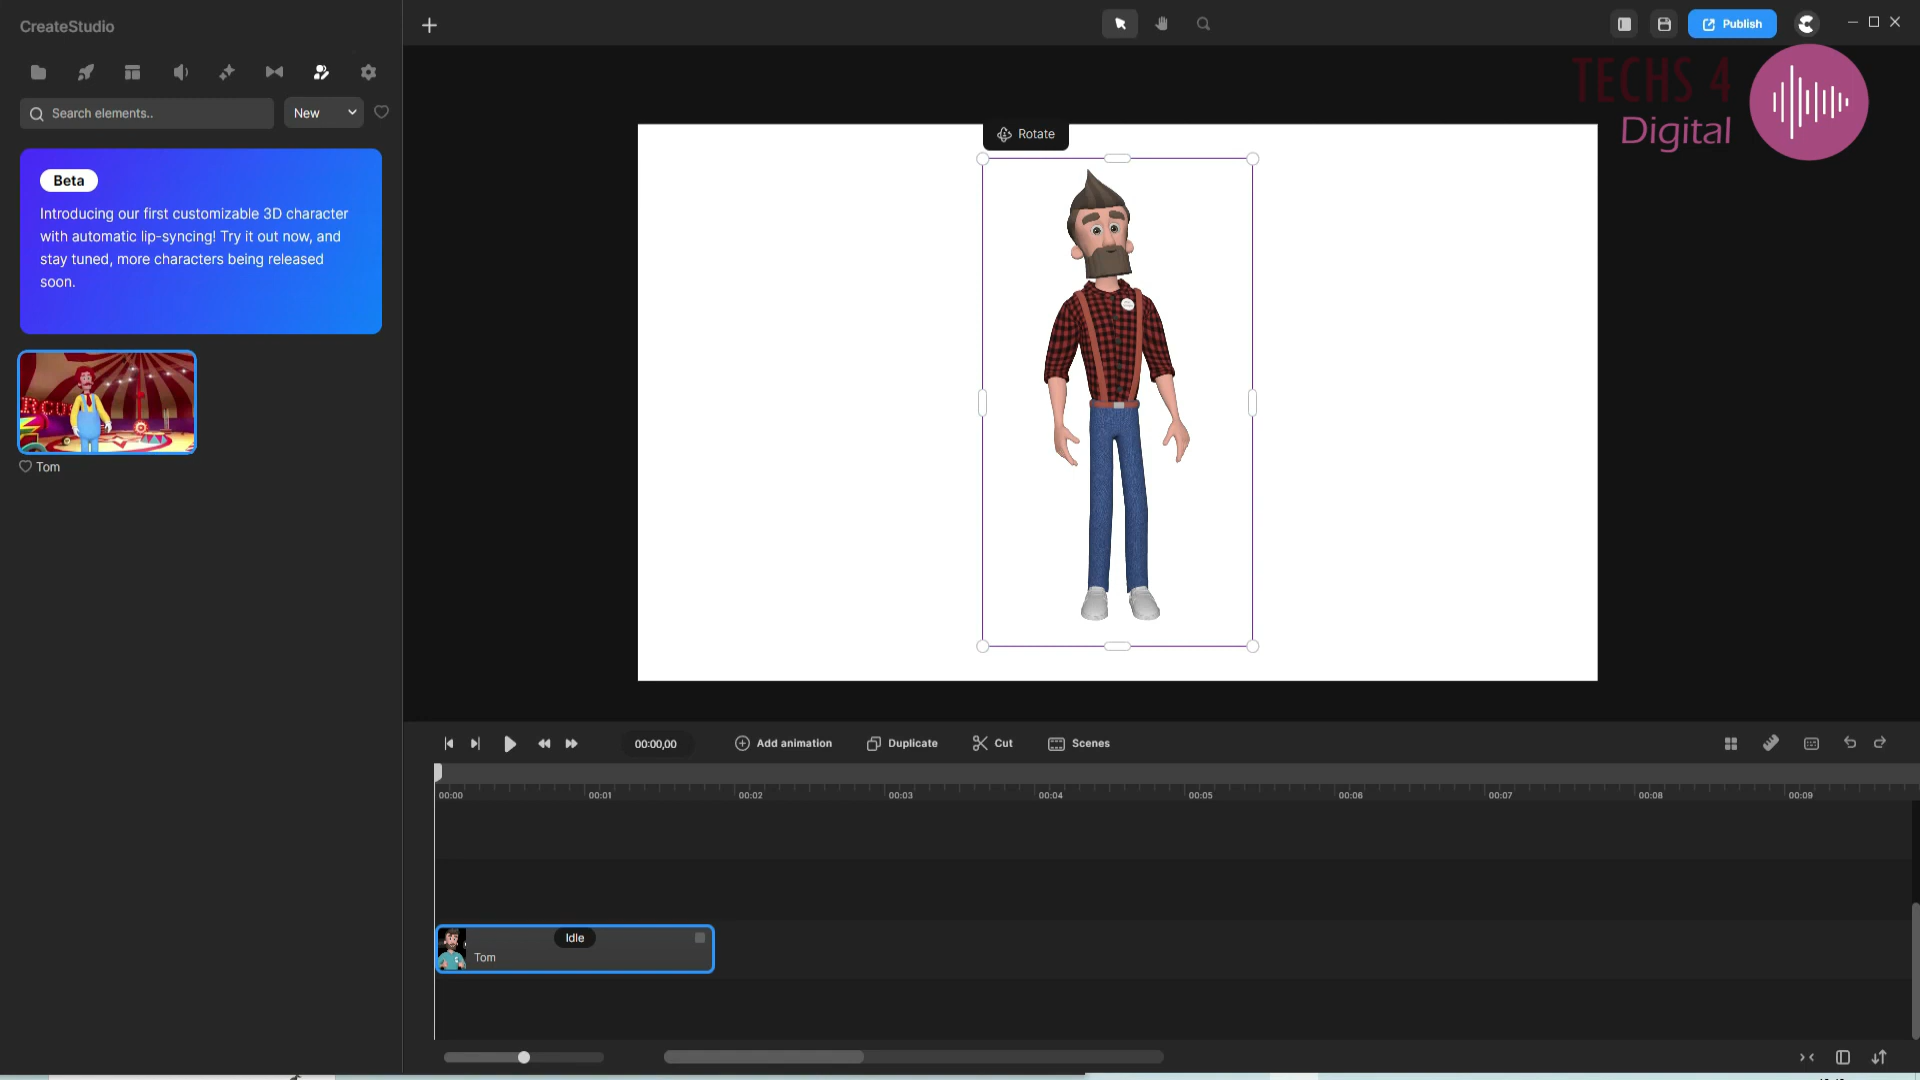 CreateStudio
Publish
TECHS 4
Digital
Search elements..
New
Rotate
Beta
Introducing our first customizable 3D character
with automatic lip-syncing! Try it out now, and
stay tuned, more characters being released
soon.
Tom
00:00,00
Add animation
Duplicate
Cut
Scenes
00:00
00:01
00:02
00:03
00:04
00:05
00:06
00:07
00:08
00:09
Idle
Tom